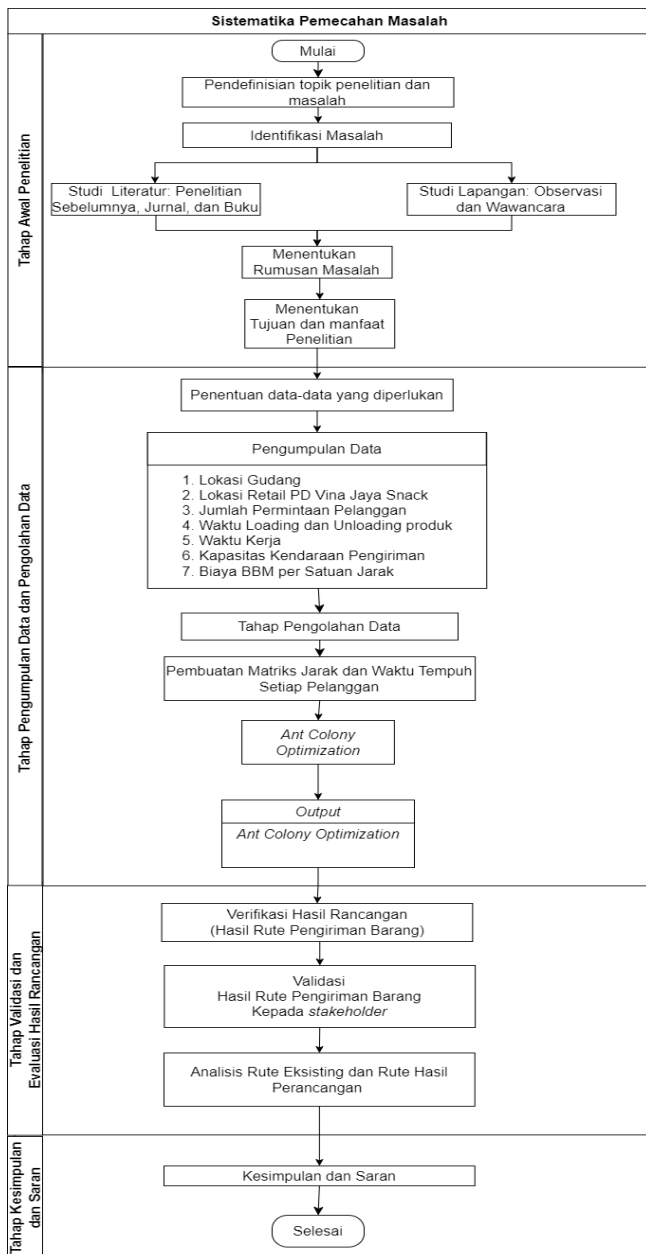 Sistematika Pemecahan Masalah
Tahap Awal Penelitian
Mulai
Pendefinisian topik penelitian dan
masalah
Identifikasi Masalah
Studi Literatur: Penelitian
Sebelumnya, Jurnal, dan Buku
Studi Lapangan: Observasi
dan Wawancara
Menentukan
Rumusan Masalah
Menentukan
Tujuan dan manfaat
Penelitian
Tahap Pengumpulan Data dan Pengolahan Data
Penentuan data-data yang diperlukan
Pengumpulan Data
1. Lokasi Gudang
2. Lokasi Retail PD Vina Jaya Snack
3. Jumlah Permintaan Pelanggan
4. Waktu Loading dan Unloading produk
5. Waktu Kerja
6. Kapasitas Kendaraan Pengiriman
7. Biaya BBM per Satuan Jarak
Tahap Pengolahan Data
Pembuatan Matriks Jarak dan Waktu Tempuh
Setiap Pelanggan
Ant Colony
Optimization
Output
Ant Colony Optimization
Tahap Validasi dan
Evaluasi Hasil Rancangan
Verifikasi Hasil Rancangan
(Hasil Rute Pengiriman Barang)
Validasi
Hasil Rute Pengiriman Barang
Kepada stakeholder
Analisis Rute Eksisting dan Rute Hasil
Perancangan
Tahap Kesimpulan
dan Saran
Kesimpulan dan Saran
Selesai